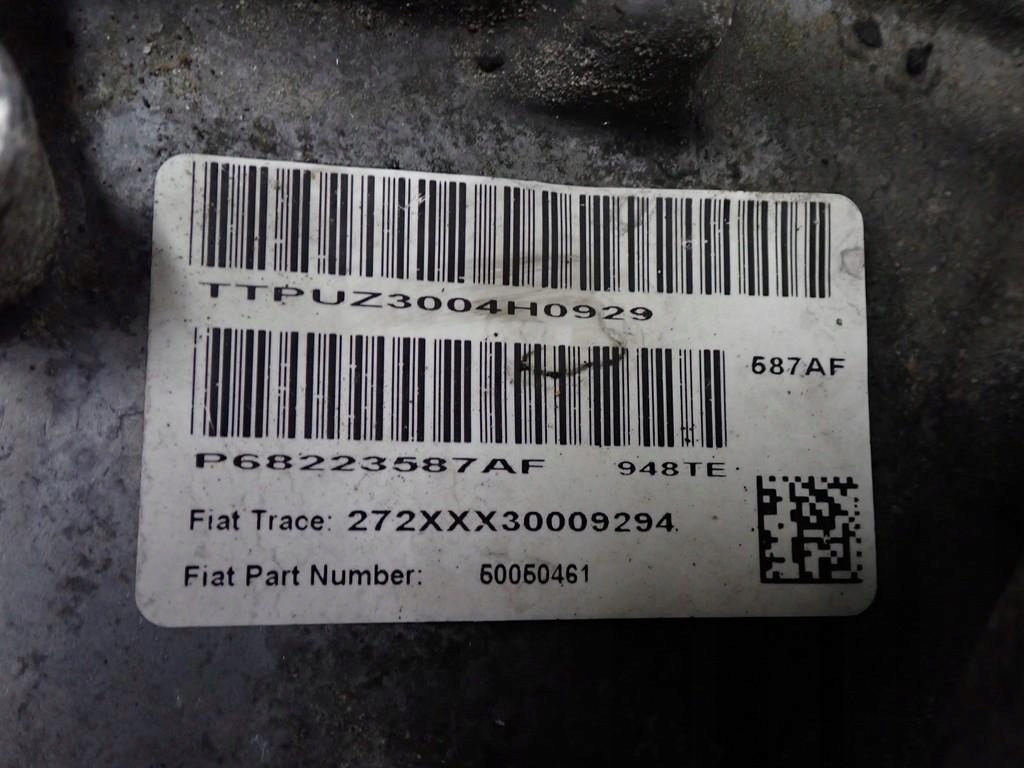 TTPUZ3004H0929
587AF
P68223587AF 948TE
Fiat Trace: 272XXX30009294
Fiat Part Number: 50050461